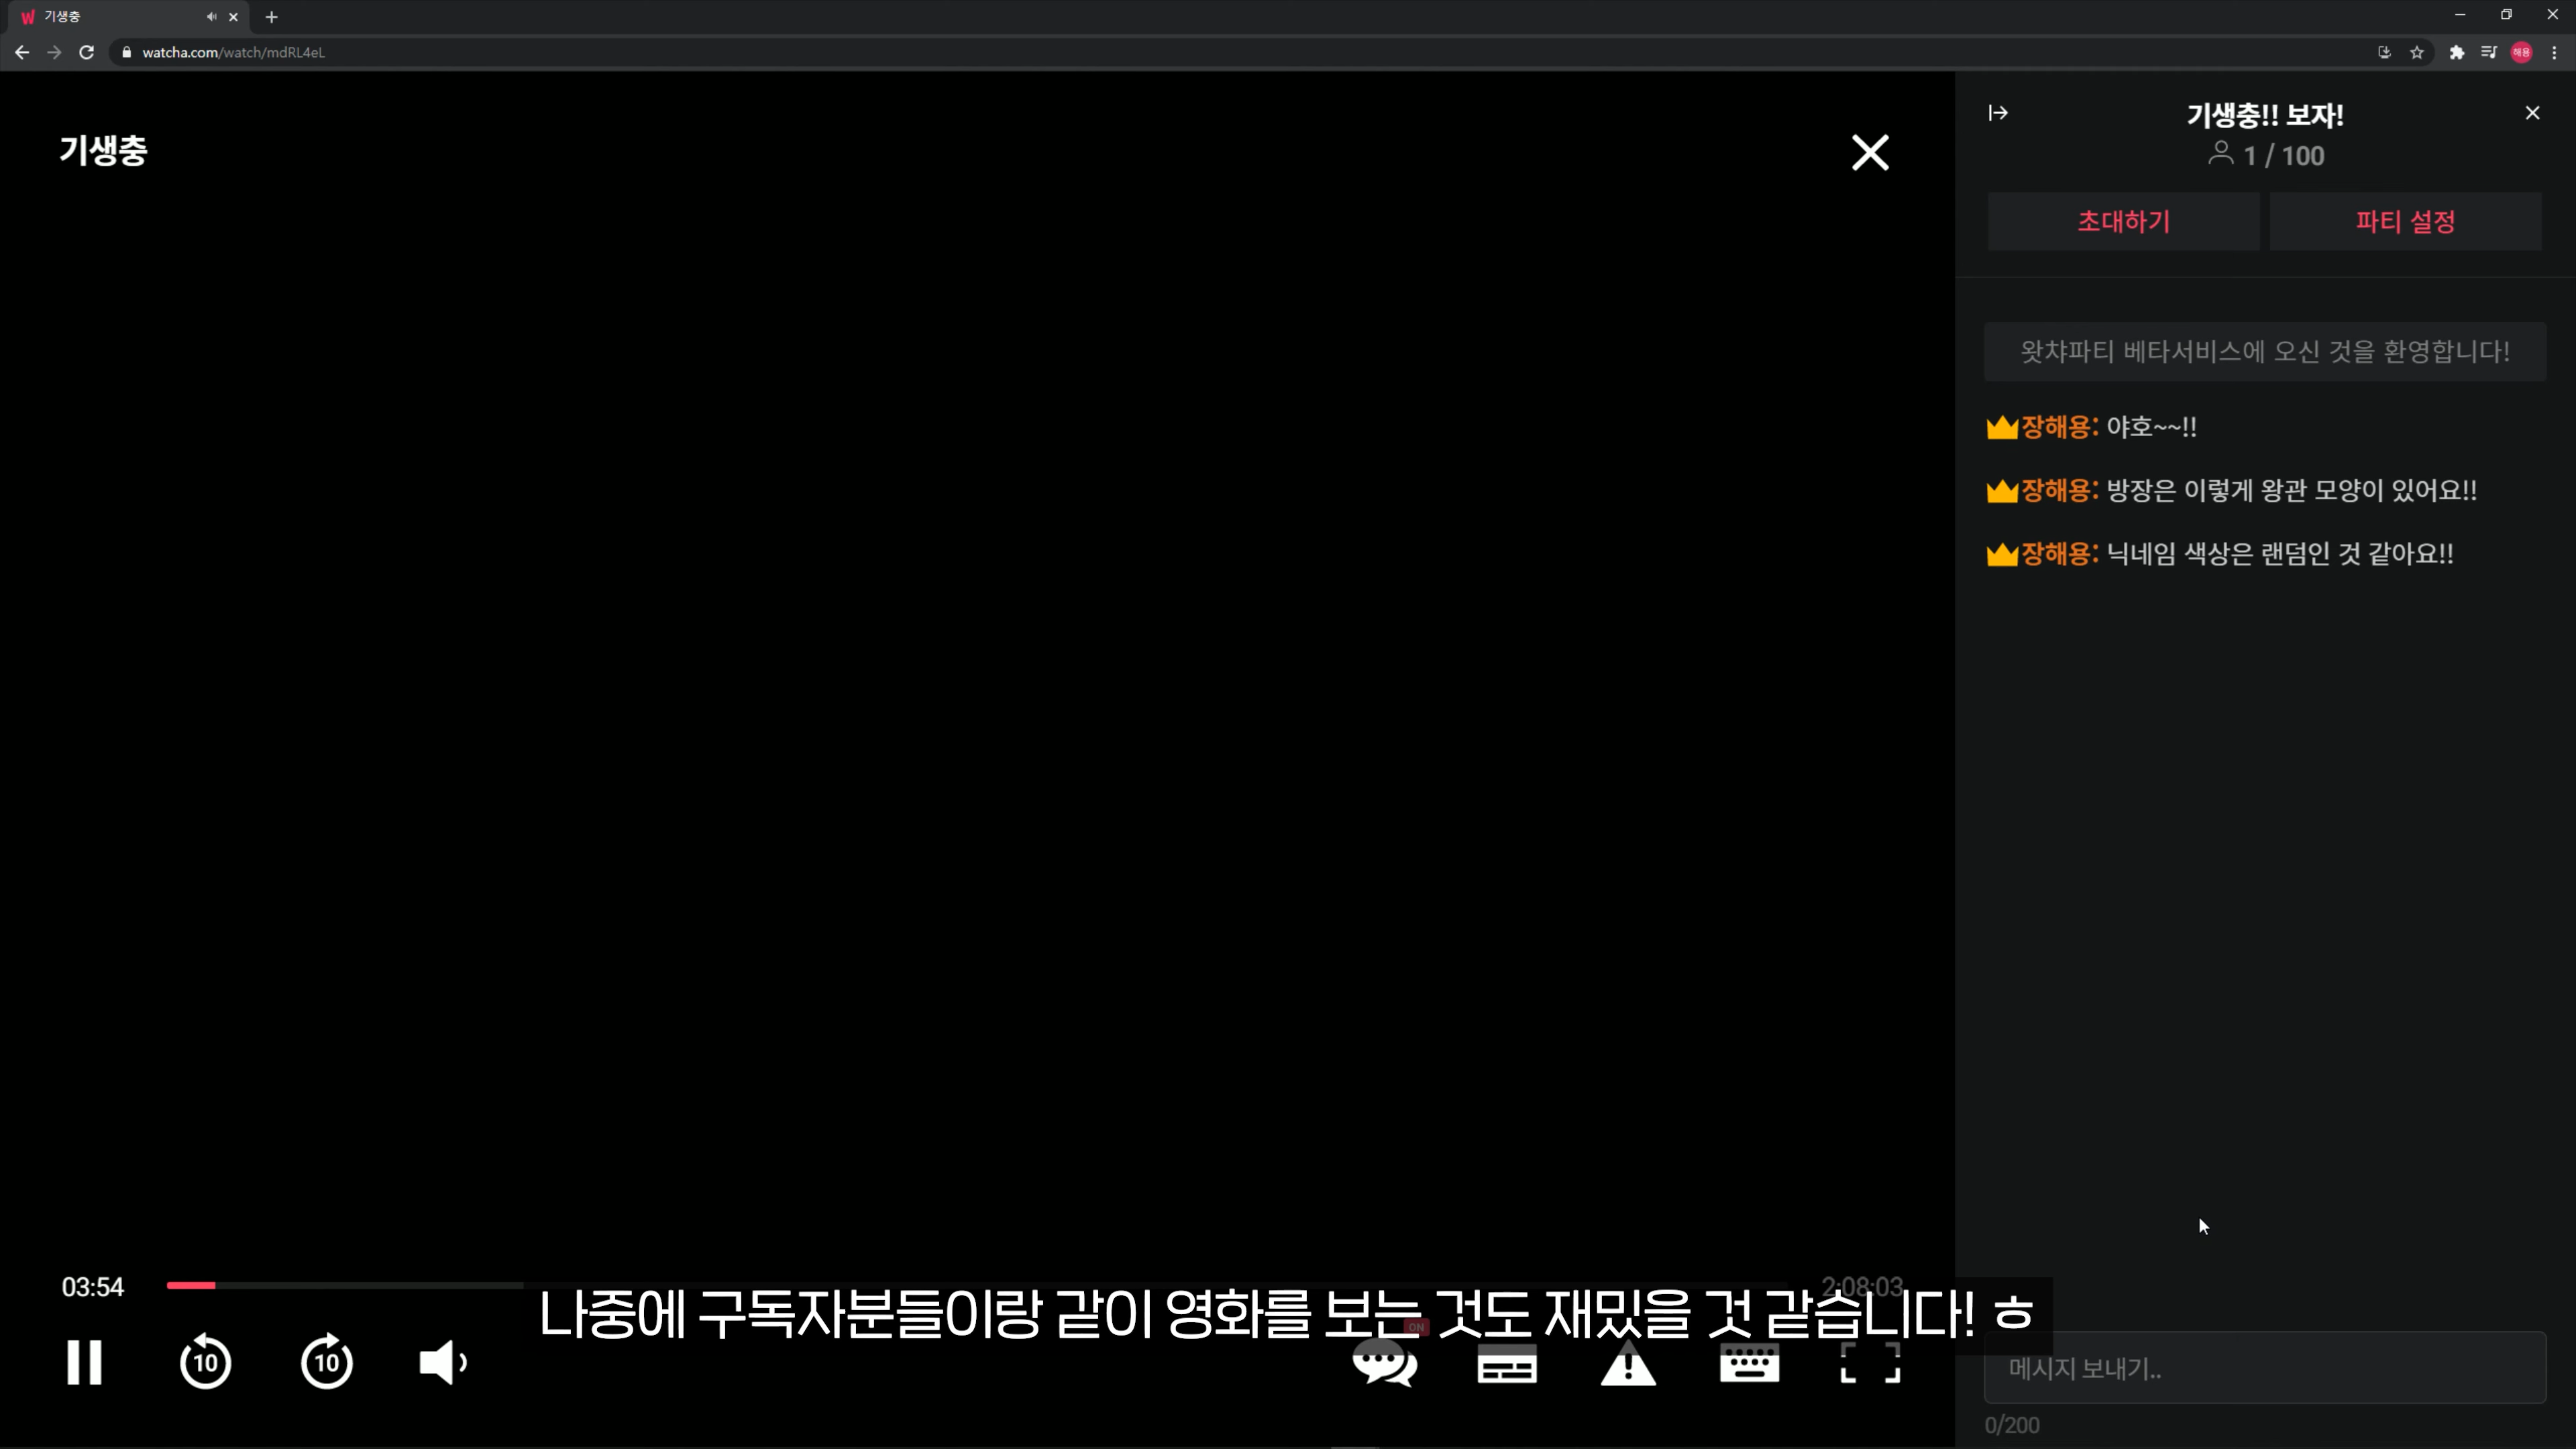 기생충
watcha.com/watch/mdRL4eL
해용
기생충
기생충!! 보자!
1 / 100
초대하기
파티 설정
왓챠파티 베타서비스에 오신 것을 환영합니다!
장해용: 야호~~!!
장해용: 방장은 이렇게 왕관 모양이 있어요!!
장해용: 닉네임 색상은 랜덤인 것 같아요!!
03:54
2:08:03
나중에 구독자분들이랑 같이 영화를 보는 것도 재밌을 것 같습니다! ㅎ
ON
10
10
메시지 보내기..
0/200